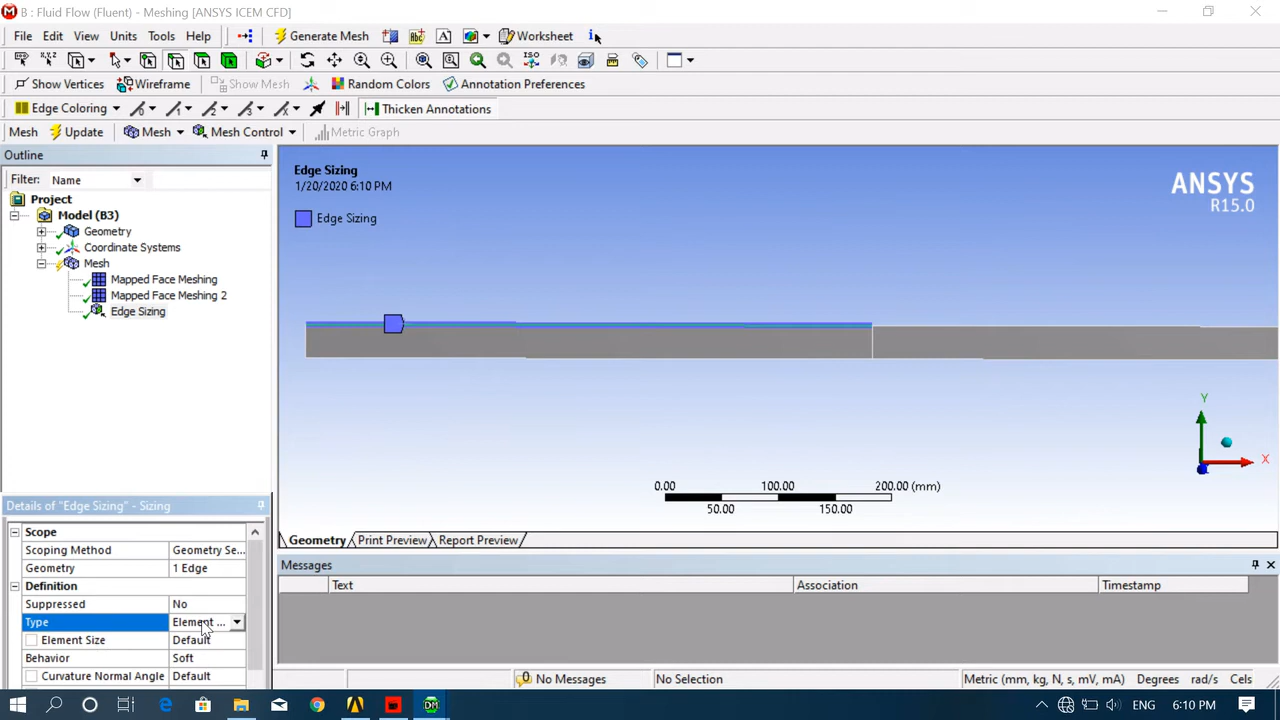 B : Fluid Flow (Fluent) - Meshing [ANSYS ICEM CFD]
File Edit View Units Tools Help Generate Mesh Worksheet
Show Vertices Wireframe Show Mesh Random Colors Annotation Preferences
Edge Coloring Thicken Annotations
Mesh Update Mesh Mesh Control Metric Graph
Outline
Filter: Name
Project
Model (B3)
Geometry
Coordinate Systems
Mesh
Mapped Face Meshing
Mapped Face Meshing 2
Edge Sizing
Edge Sizing
1/20/2020 6:10 PM
Edge Sizing
ANSYS
R15.0
Y
X
0.00 100.00 200.00 (mm)
50.00 150.00
Geometry Print Preview Report Preview
Details of "Edge Sizing" - Sizing
Scope
Scoping Method Geometry Se...
Geometry 1 Edge
Definition
Suppressed No
Type Element ...
Element Size Default
Behavior Soft
Curvature Normal Angle Default
Messages
Text Association Timestamp
0 No Messages No Selection Metric (mm, kg, N, s, mV, mA) Degrees rad/s Cels
DM
ENG 6:10 PM